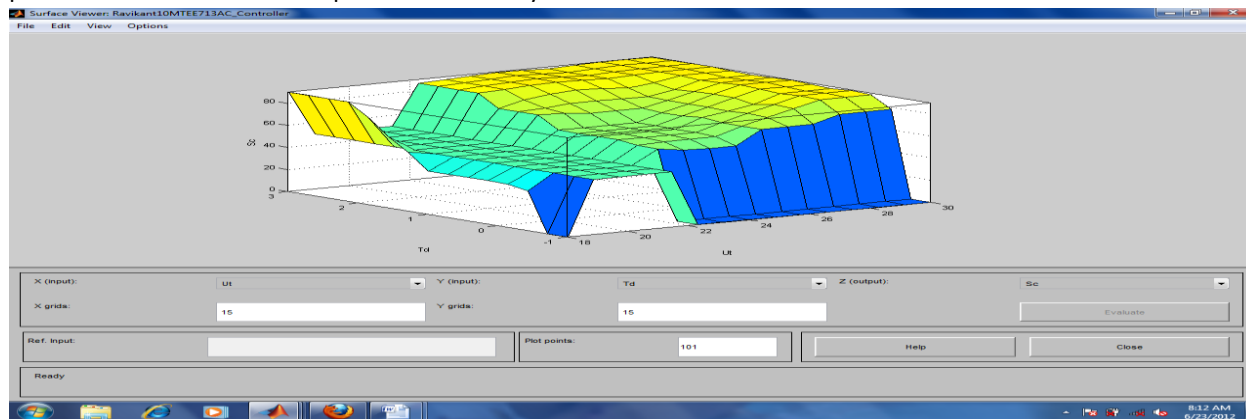 Surface Viewer: Ravikant10MTEE713AC_Controller
File Edit View Options
80
60
40
20
0
Sc
3
2
1
0
-1
Td
18
20
22
24
26
28
30
Ut
X (input): Ut Y (input): Td Z (output): Sc
X grids: 15 Y grids: 15 Evaluate
Ref. Input: Plot points: 101 Help Close
Ready
8:12 AM
6/23/2012